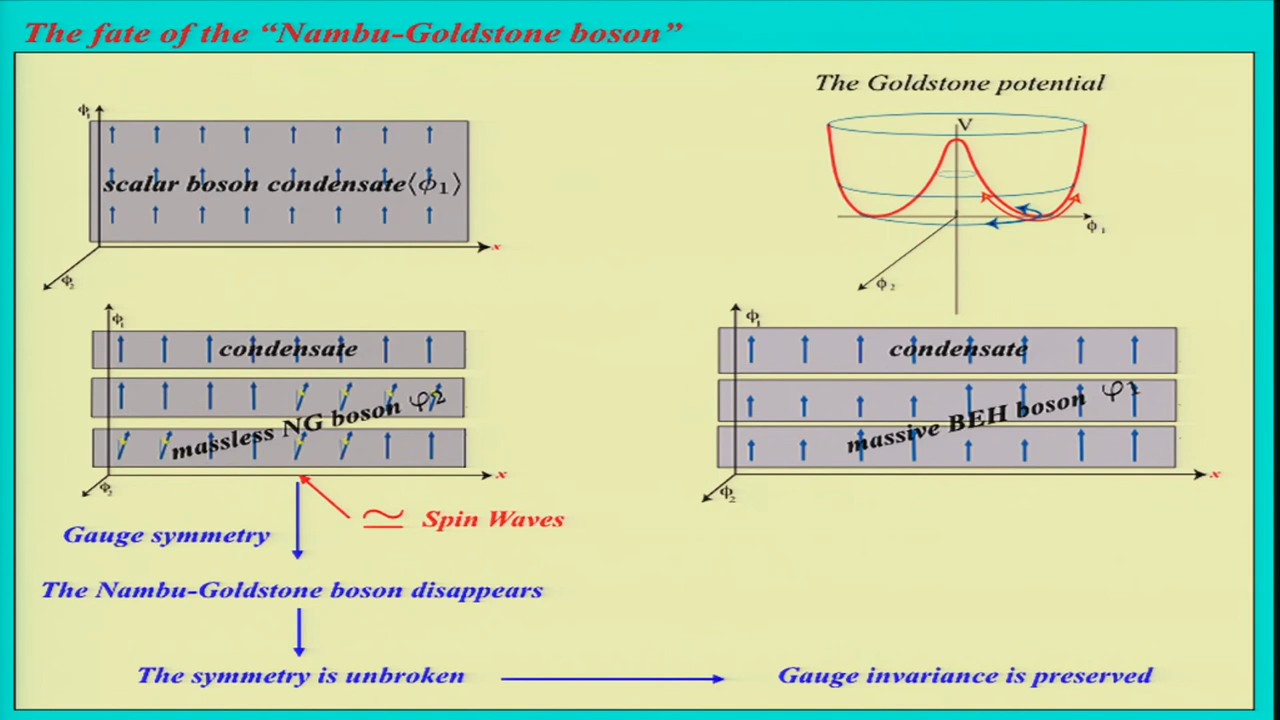 The fate of the “Nambu-Goldstone boson”
The Goldstone potential
ϕ₁
V
scalar boson condensate⟨ϕ₁⟩
x
ϕ₂
ϕ₁
ϕ₂
ϕ₁
condensate
massless NG boson φ2
x
ϕ₂
ϕ₁
condensate
massive BEH boson φ1
x
ϕ₂
≃ Spin Waves
Gauge symmetry
The Nambu-Goldstone boson disappears
The symmetry is unbroken
Gauge invariance is preserved